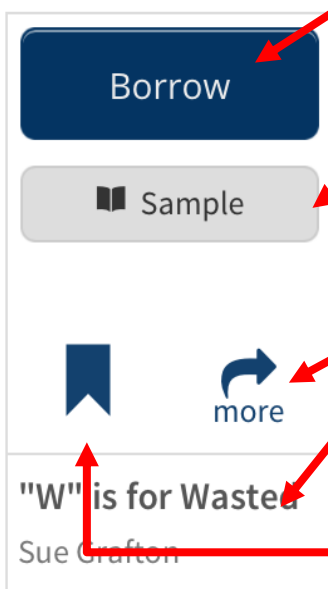 Borrow
Sample
more
"W" is for Wasted
Sue Grafton